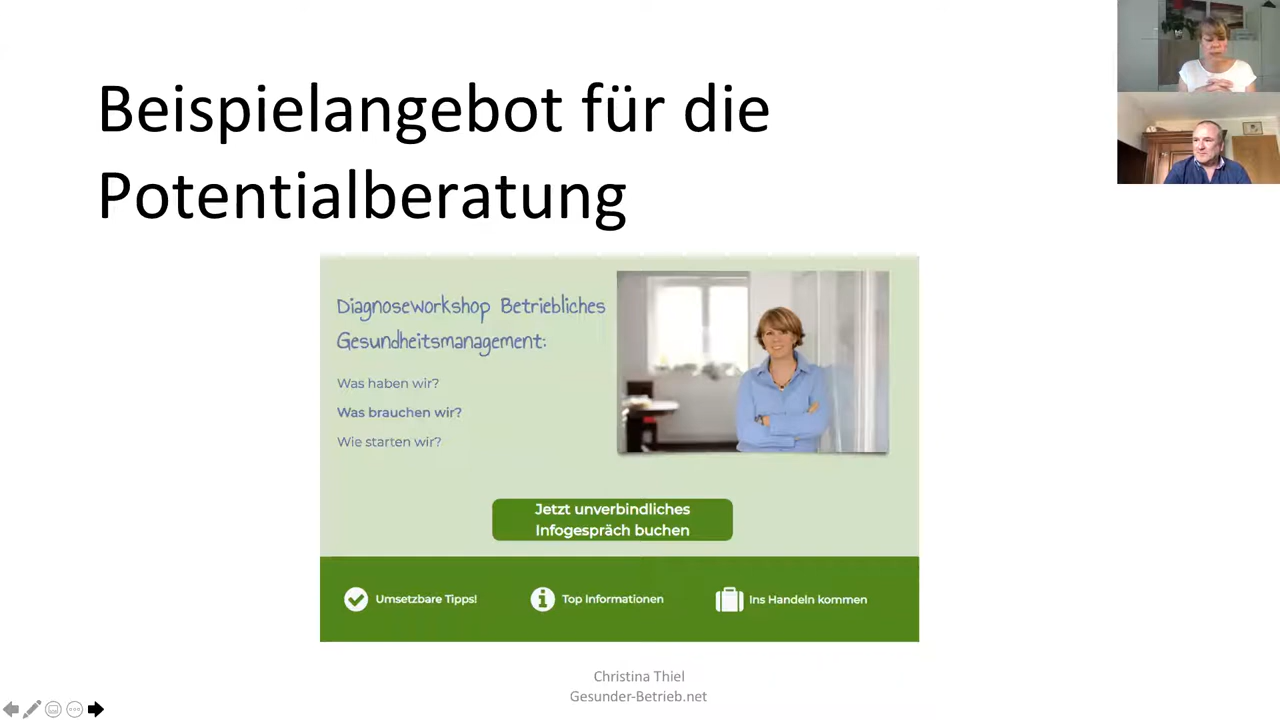 Beispielangebot für die
Potentialberatung
Diagnoseworkshop Betriebliches
Gesundheitsmanagement:
Was haben wir?
Was brauchen wir?
Wie starten wir?
Jetzt unverbindliches
Infogespräch buchen
Umsetzbare Tipps!
Top Informationen
Ins Handeln kommen
Christina Thiel
Gesunder-Betrieb.net